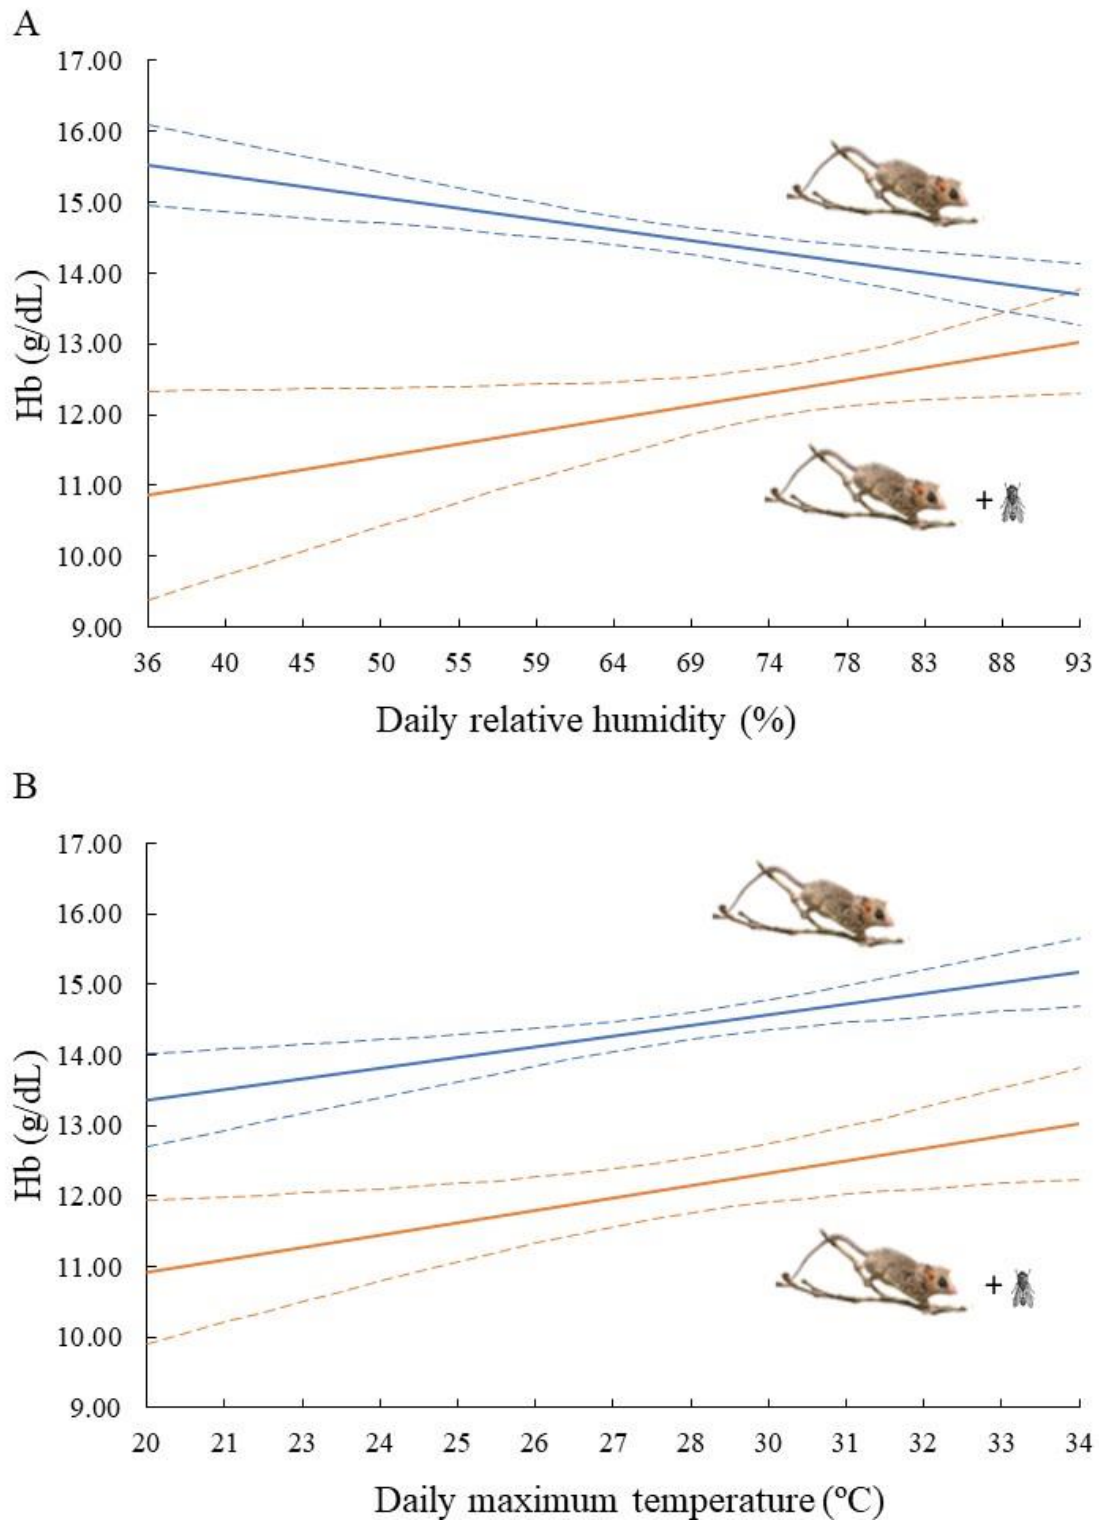 A
17.00
16.00
15.00
14.00
13.00
12.00
11.00
10.00
9.00
Hb (g/dL)
36 40 45 50 55 59 64 69 74 78 83 88 93
Daily relative humidity (%)
+
B
17.00
16.00
15.00
14.00
13.00
12.00
11.00
10.00
9.00
Hb (g/dL)
20 21 23 24 25 26 27 28 30 31 32 33 34
Daily maximum temperature (ºC)
+